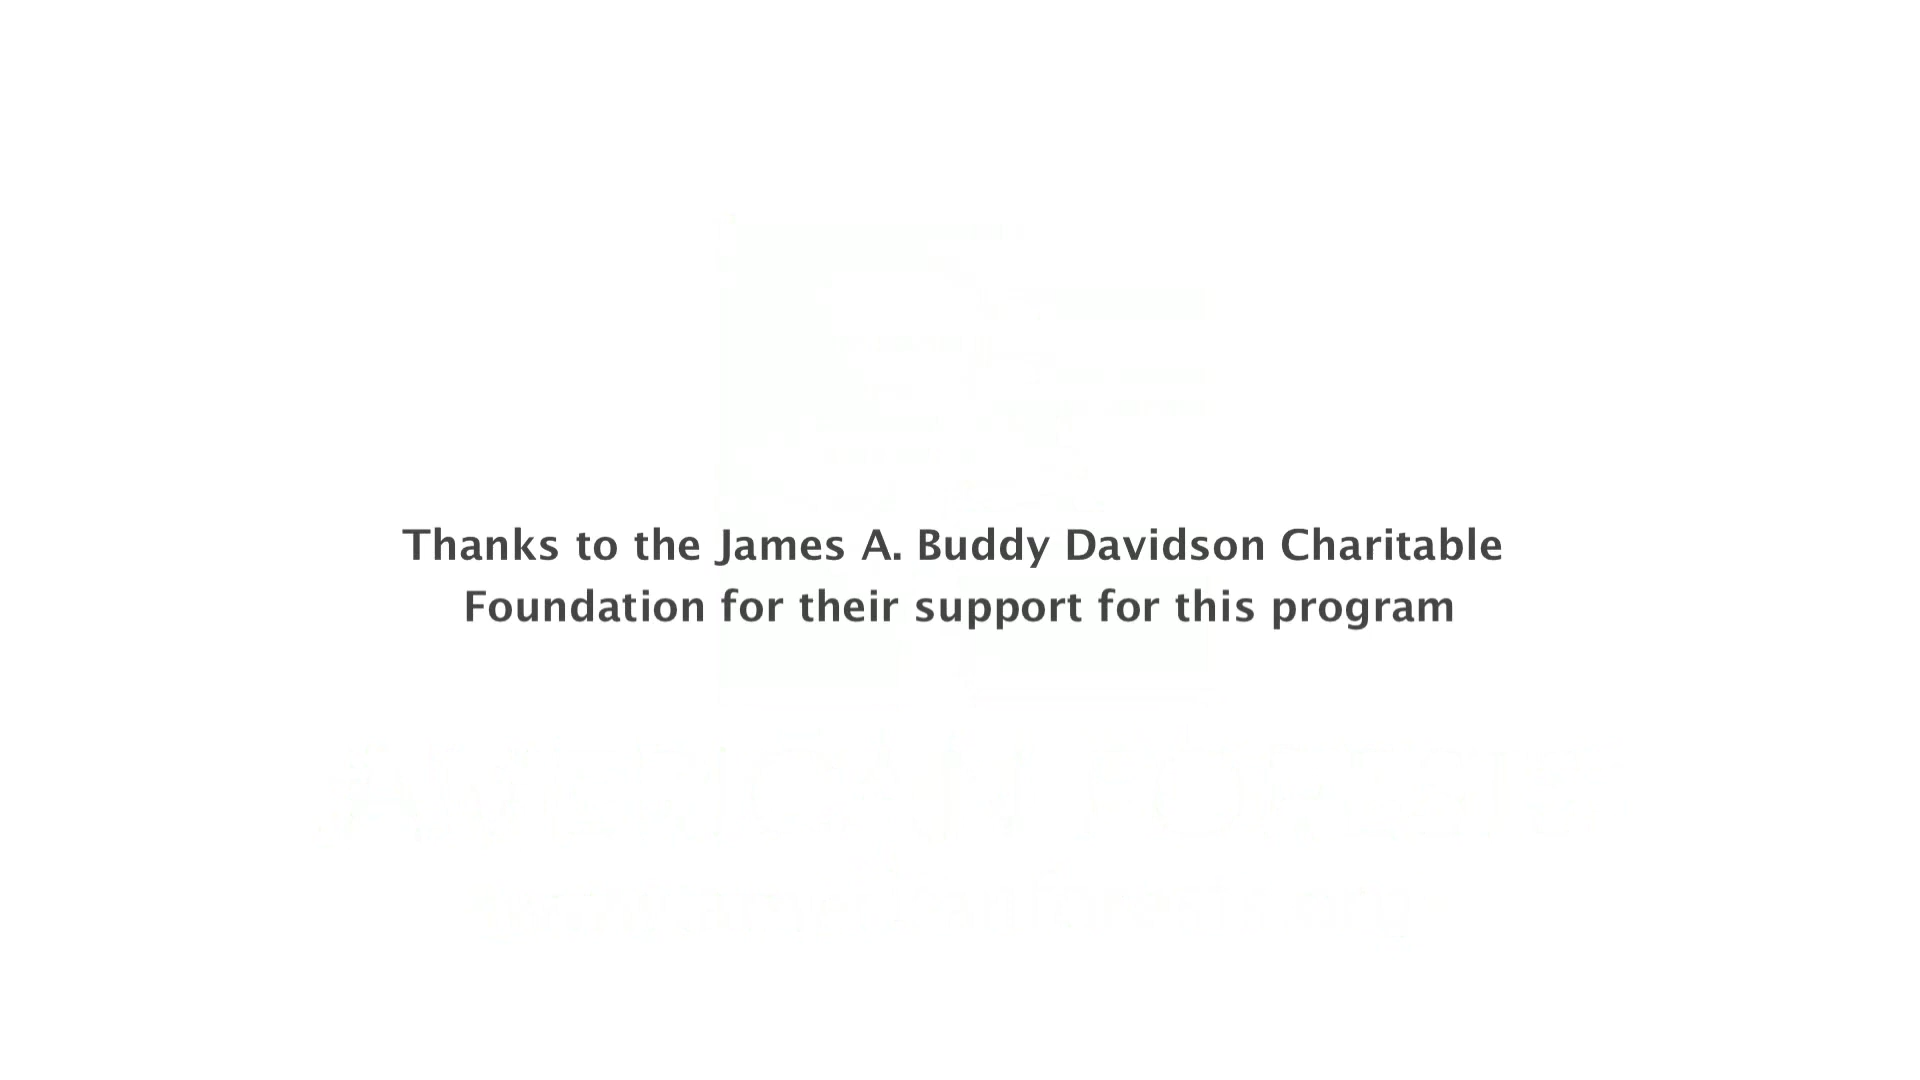 Thanks to the James A. Buddy Davidson Charitable
Foundation for their support for this program